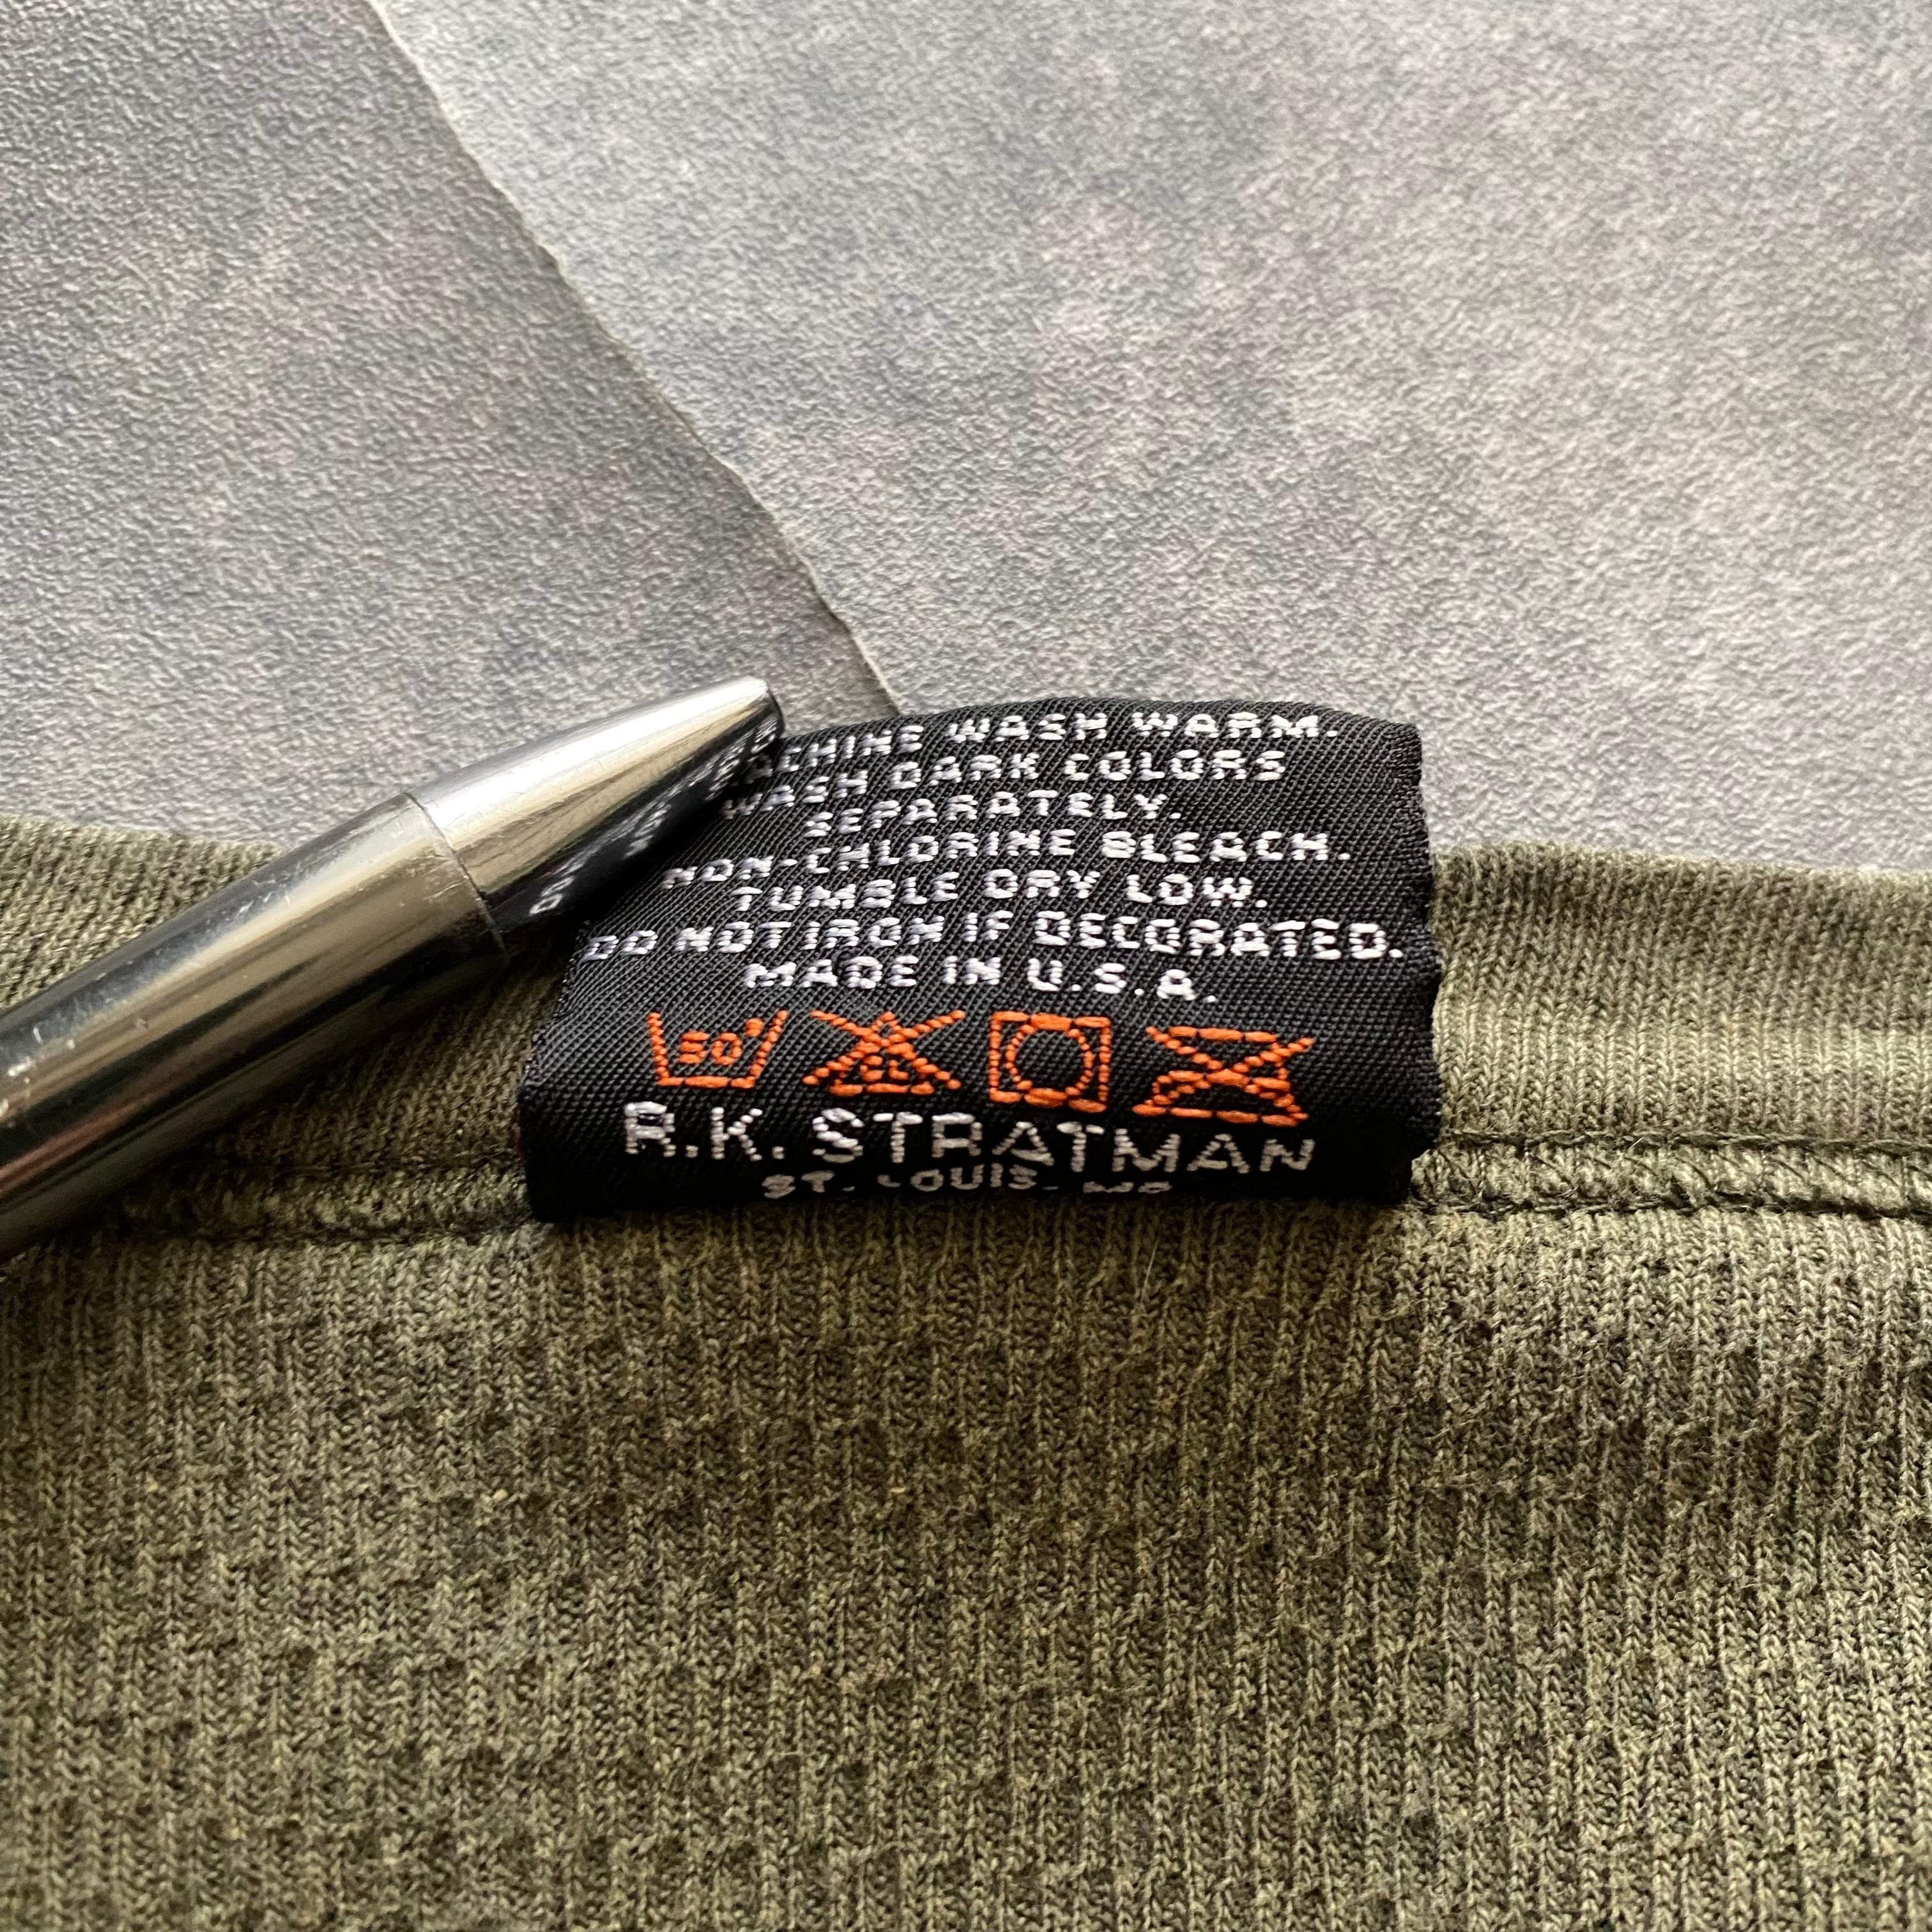 MACHINE WASH WARM.
WASH DARK COLORS
SEPARATELY.
NON-CHLORINE BLEACH.
TUMBLE DRY LOW.
DO NOT IRON IF DECORATED.
MADE IN U.S.A.
50° CL
R.K. STRATMAN
ST. LOUIS, MO